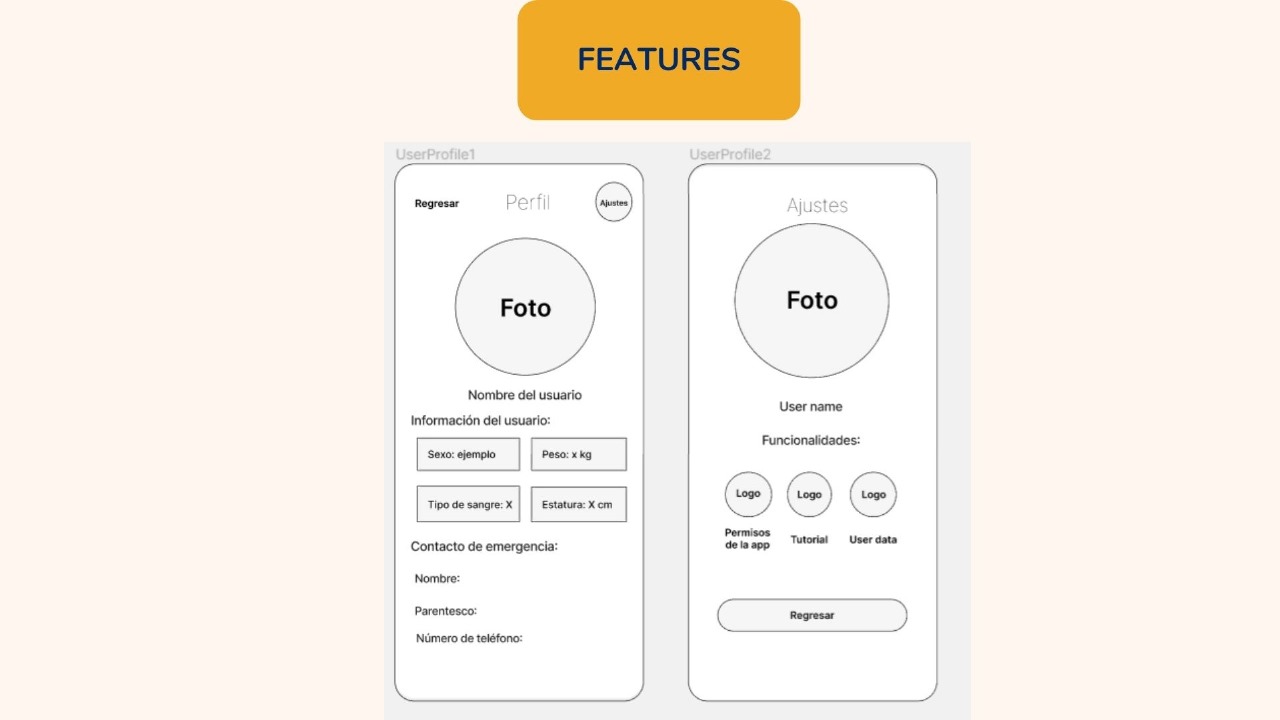 FEATURES
UserProfile1
Regresar
Perfil
Ajustes
Foto
Nombre del usuario
Información del usuario:
Sexo: ejemplo
Peso: x kg
Tipo de sangre: X
Estatura: X cm
Contacto de emergencia:
Nombre:
Parentesco:
Número de teléfono:
UserProfile2
Ajustes
Foto
User name
Funcionalidades:
Logo
Logo
Logo
Permisos
de la app
Tutorial
User data
Regresar